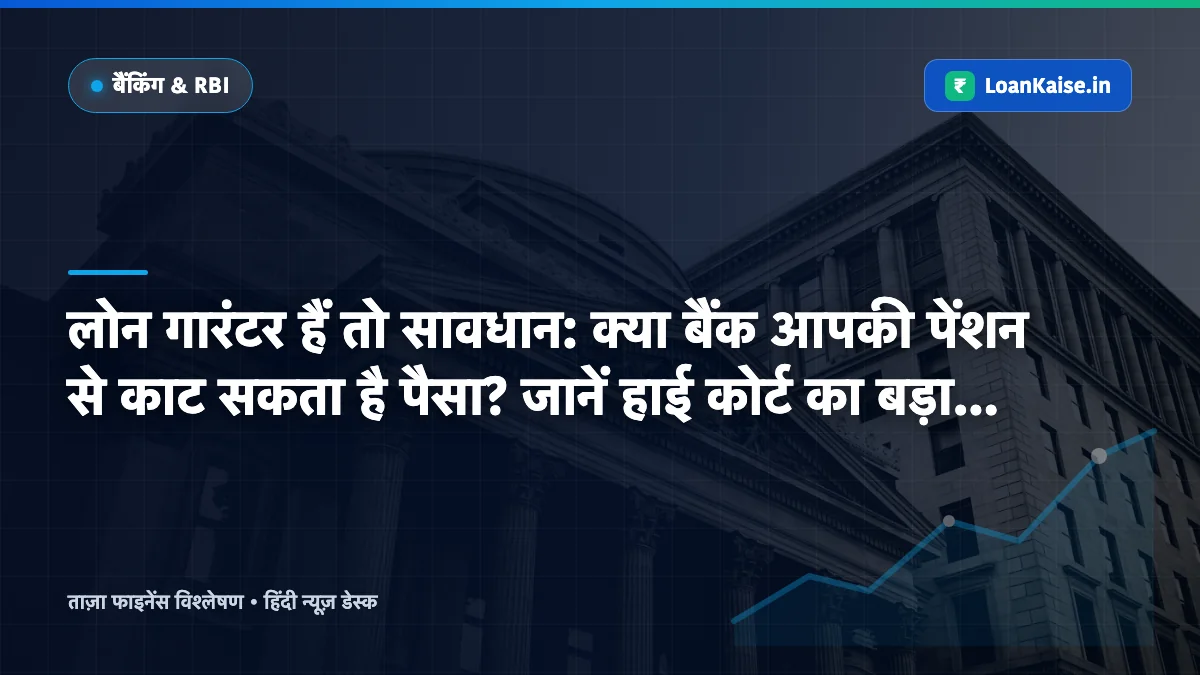 बैंकिंग & RBI
₹ LoanKaise.in
लोन गारंटर हैं तो सावधान: क्या बैंक आपकी पेंशन
से काट सकता है पैसा? जानें हाई कोर्ट का बड़ा...
ताज़ा फाइनेंस विश्लेषण • हिंदी न्यूज़ डेस्क